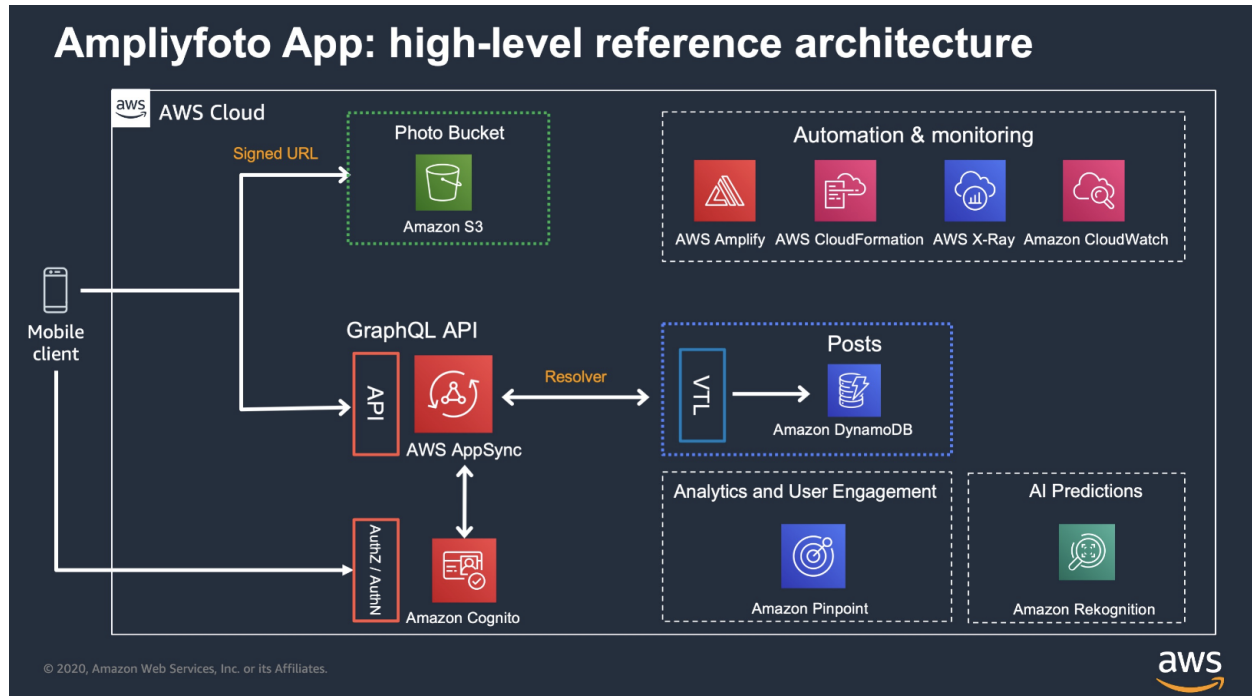 Ampliyfoto App: high-level reference architecture
aws
AWS Cloud
Signed URL
Photo Bucket
Amazon S3
Automation & monitoring
AWS Amplify
AWS CloudFormation
AWS X-Ray
Amazon CloudWatch
Mobile
client
GraphQL API
API
AWS AppSync
Resolver
VTL
Posts
Amazon DynamoDB
AuthZ / AuthN
Amazon Cognito
Analytics and User Engagement
Amazon Pinpoint
AI Predictions
Amazon Rekognition
© 2020, Amazon Web Services, Inc. or its Affiliates.
aws